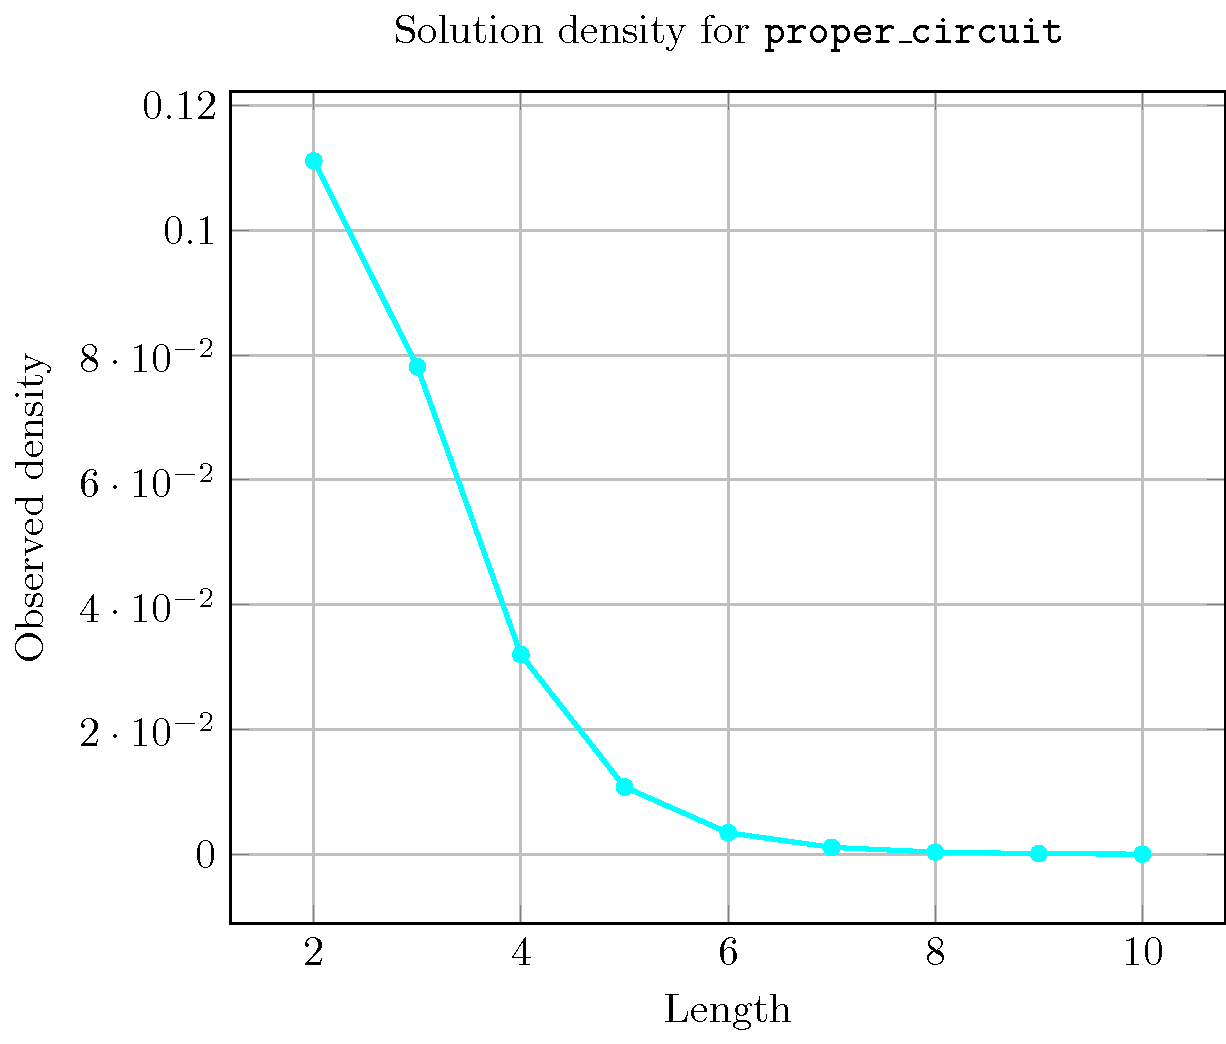 Solution density for proper_circuit
0.12
0.1
8 · 10⁻²
6 · 10⁻²
4 · 10⁻²
2 · 10⁻²
0
Observed density
2 4 6 8 10
Length